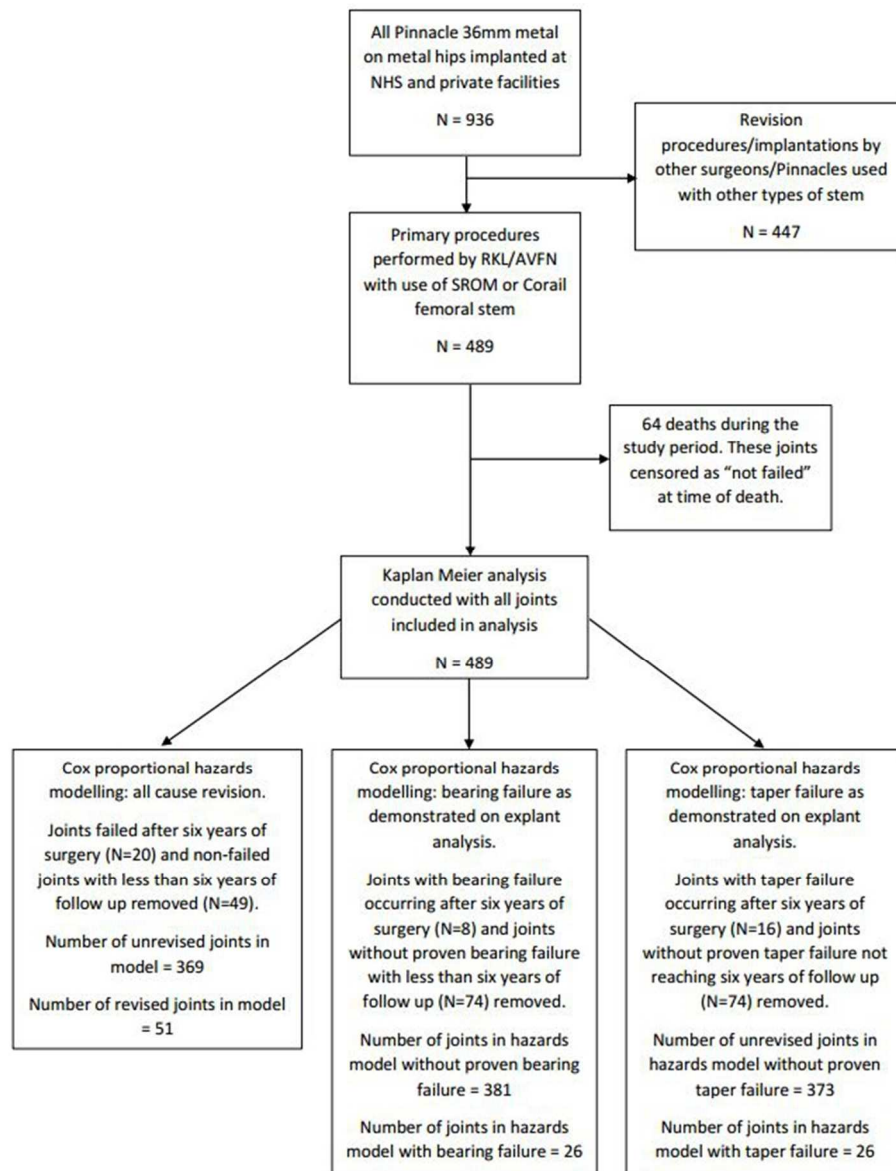 All Pinnacle 36mm metal
on metal hips implanted at
NHS and private facilities
N = 936
Revision
procedures/implantations by
other surgeons/Pinnacles used
with other types of stem
N = 447
Primary procedures
performed by RKL/AVFN
with use of SROM or Corail
femoral stem
N = 489
64 deaths during the
study period. These joints
censored as “not failed”
at time of death.
Kaplan Meier analysis
conducted with all joints
included in analysis
N = 489
Cox proportional hazards
modelling: all cause revision.
Joints failed after six years of
surgery (N=20) and non-failed
joints with less than six years of
follow up removed (N=49).
Number of unrevised joints in
model = 369
Number of revised joints in model
= 51
Cox proportional hazards
modelling: bearing failure as
demonstrated on explant
analysis.
Joints with bearing failure
occurring after six years of
surgery (N=8) and joints
without proven bearing failure
with less than six years of
follow up (N=74) removed.
Number of joints in hazards
model without proven bearing
failure = 381
Number of joints in hazards
model with bearing failure = 26
Cox proportional hazards
modelling: taper failure as
demonstrated on explant
analysis.
Joints with taper failure
occurring after six years of
surgery (N=16) and joints
without proven taper failure not
reaching six years of follow up
(N=74) removed.
Number of unrevised joints in
hazards model without proven
taper failure = 373
Number of joints in hazards
model with taper failure = 26